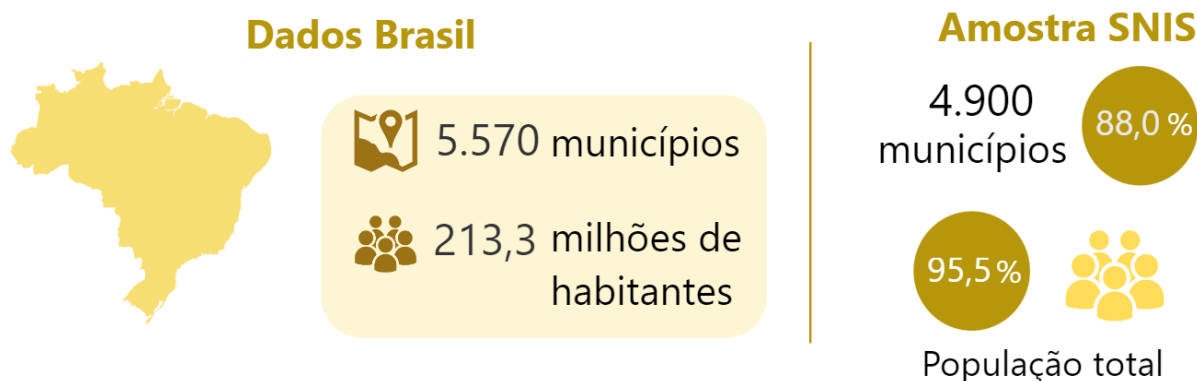 Dados Brasil
5.570 municípios
213,3 milhões de
habitantes
Amostra SNIS
4.900
municípios
88,0 %
95,5 %
População total